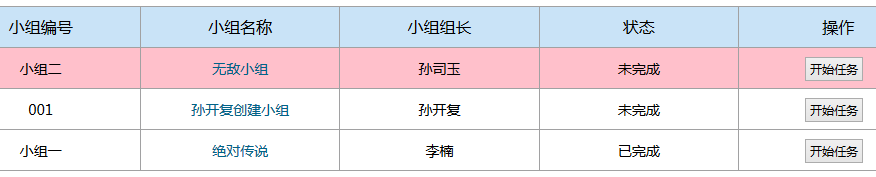 小组编号 小组名称 小组组长 状态 操作
小组二 无敌小组 孙司玉 未完成 开始任务
001 孙开复创建小组 孙开复 未完成 开始任务
小组一 绝对传说 李楠 已完成 开始任务